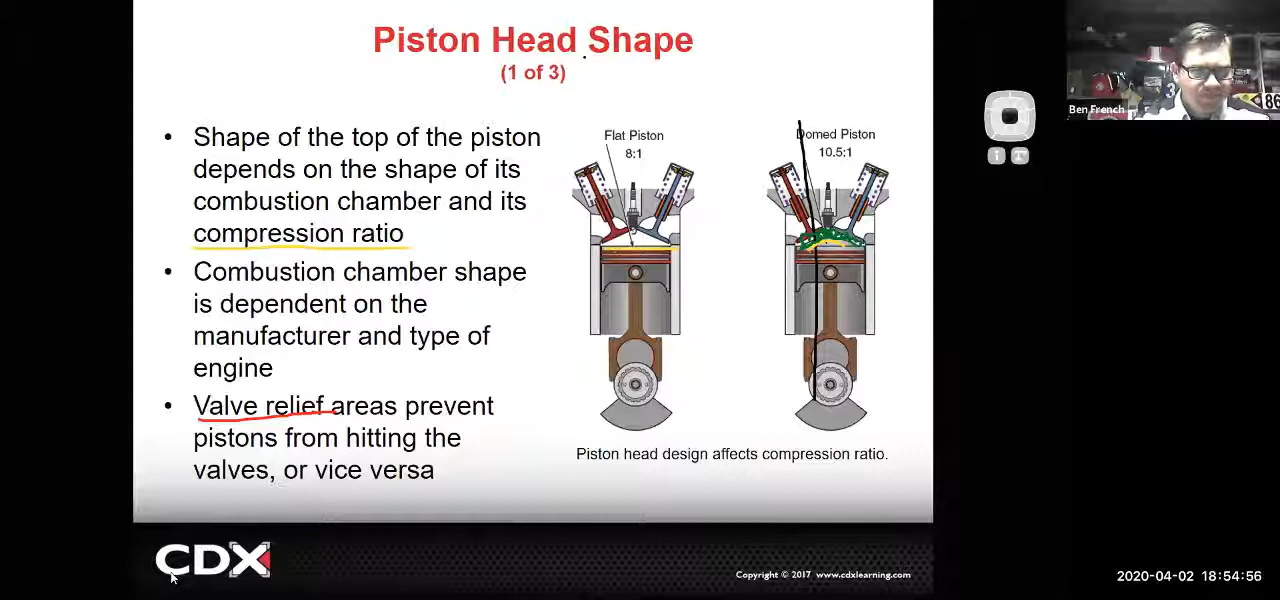 Piston Head Shape
(1 of 3)
• Shape of the top of the piston
depends on the shape of its
combustion chamber and its
compression ratio
• Combustion chamber shape
is dependent on the
manufacturer and type of
engine
• Valve relief areas prevent
pistons from hitting the
valves, or vice versa
Flat Piston
8:1
Domed Piston
10.5:1
Piston head design affects compression ratio.
CDX
Copyright © 2017 www.cdxlearning.com
Ben French
86
2020-04-02 18:54:56